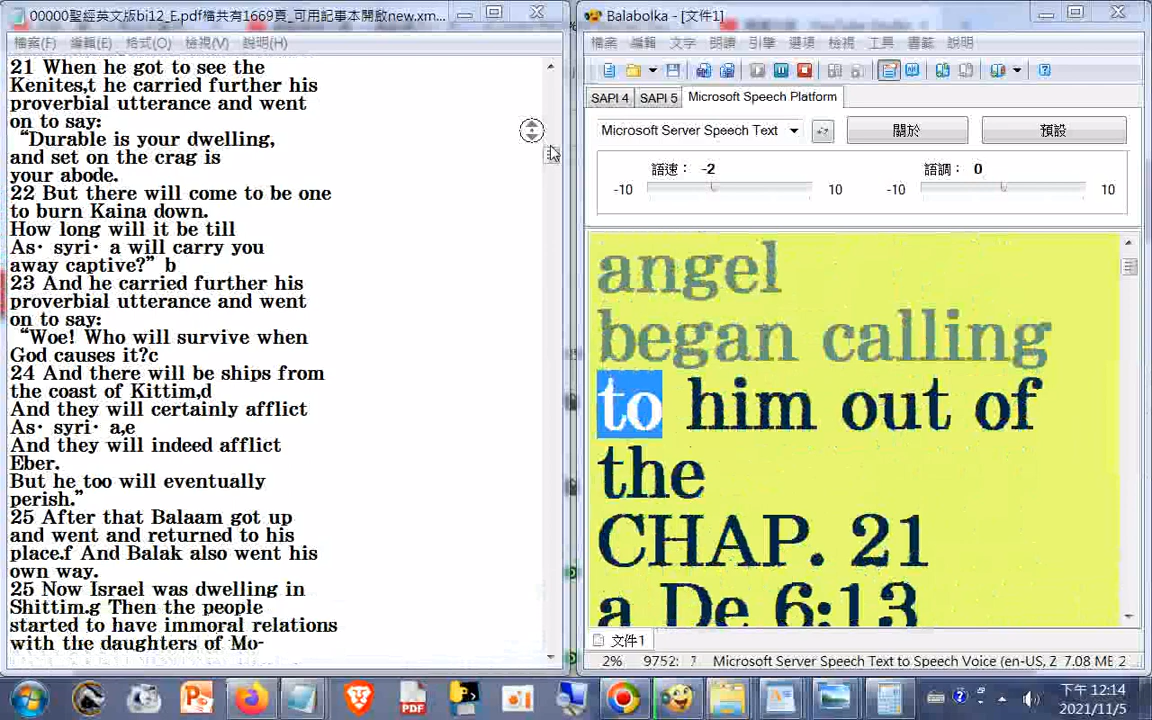 00000聖經英文版bi12_E.pdf檔共有1669頁_可用記事本開啟new.xm...
檔案(F) 編輯(E) 格式(O) 檢視(V) 說明(H)
21 When he got to see the
Kenites,t he carried further his
proverbial utterance and went
on to say:
“Durable is your dwelling,
and set on the crag is
your abode.
22 But there will come to be one
to burn Kaina down.
How long will it be till
As· syri· a will carry you
away captive?” b
23 And he carried further his
proverbial utterance and went
on to say:
“Woe! Who will survive when
God causes it?c
24 And there will be ships from
the coast of Kittim,d
And they will certainly afflict
As· syri· a,e
And they will indeed afflict
Eber.
But he too will eventually
perish.”
25 After that Balaam got up
and went and returned to his
place.f And Balak also went his
own way.
25 Now Israel was dwelling in
Shittim.g Then the people
started to have immoral relations
with the daughters of Mo-
Balabolka - [文件1]
檔案 編輯 文字 朗讀 引擎 選項 檢視 工具 書籤 說明
SAPI 4 SAPI 5 Microsoft Speech Platform
Microsoft Server Speech Text 關於 預設
語速： -2 語調： 0
-10 10 -10 10
angel
began calling
to him out of
the
CHAP. 21
a De 6:13
文件1
2% 9752: 7 Microsoft Server Speech Text to Speech Voice (en-US, Z 7.08 ME 2
PDF
下午 12:14
2021/11/5